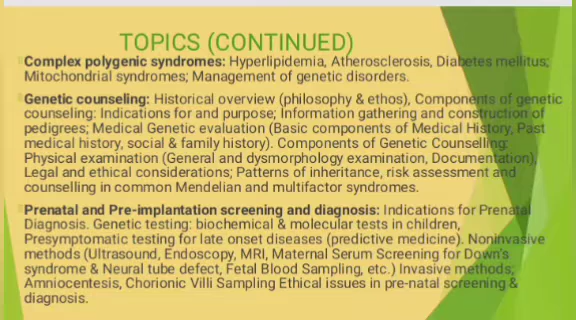 TOPICS (CONTINUED)
Complex polygenic syndromes: Hyperlipidemia, Atherosclerosis, Diabetes mellitus;
Mitochondrial syndromes; Management of genetic disorders.
Genetic counseling: Historical overview (philosophy & ethos), Components of genetic
counseling: Indications for and purpose; Information gathering and construction of
pedigrees; Medical Genetic evaluation (Basic components of Medical History, Past
medical history, social & family history). Components of Genetic Counselling:
Physical examination (General and dysmorphology examination, Documentation),
Legal and ethical considerations; Patterns of inheritance, risk assessment and
counselling in common Mendelian and multifactor syndromes.
Prenatal and Pre-implantation screening and diagnosis: Indications for Prenatal
Diagnosis. Genetic testing: biochemical & molecular tests in children,
Presymptomatic testing for late onset diseases (predictive medicine). Noninvasive
methods (Ultrasound, Endoscopy, MRI, Maternal Serum Screening for Down's
syndrome & Neural tube defect, Fetal Blood Sampling, etc.) Invasive methods;
Amniocentesis, Chorionic Villi Sampling Ethical issues in pre-natal screening &
diagnosis.